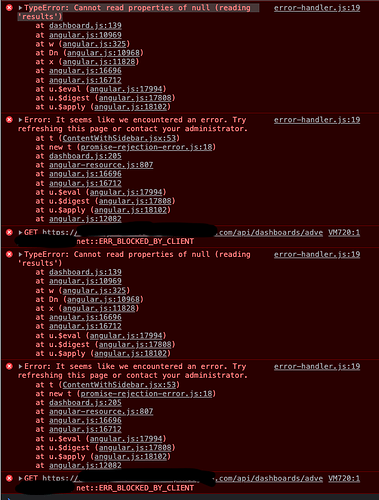 TypeError: Cannot read properties of null (reading error-handler.js:19
'results')
at dashboard.js:139
at angular.js:10969
at w (angular.js:325)
at Dn (angular.js:10968)
at x (angular.js:11828)
at angular.js:16696
at angular.js:16712
at u.$eval (angular.js:17994)
at u.$digest (angular.js:17808)
at u.$apply (angular.js:18102)
Error: It seems like we encountered an error. Try error-handler.js:19
refreshing this page or contact your administrator.
at t (ContentWithSidebar.jsx:53)
at new t (promise-rejection-error.js:18)
at dashboard.js:205
at angular-resource.js:807
at angular.js:16696
at angular.js:16712
at u.$eval (angular.js:17994)
at u.$digest (angular.js:17808)
at u.$apply (angular.js:18102)
at angular.js:12082
GET https:/ .com/api/dashboards/adve VM720:1
net::ERR_BLOCKED_BY_CLIENT
TypeError: Cannot read properties of null (reading error-handler.js:19
'results')
at dashboard.js:139
at angular.js:10969
at w (angular.js:325)
at Dn (angular.js:10968)
at x (angular.js:11828)
at angular.js:16696
at angular.js:16712
at u.$eval (angular.js:17994)
at u.$digest (angular.js:17808)
at u.$apply (angular.js:18102)
Error: It seems like we encountered an error. Try error-handler.js:19
refreshing this page or contact your administrator.
at t (ContentWithSidebar.jsx:53)
at new t (promise-rejection-error.js:18)
at dashboard.js:205
at angular-resource.js:807
at angular.js:16696
at angular.js:16712
at u.$eval (angular.js:17994)
at u.$digest (angular.js:17808)
at u.$apply (angular.js:18102)
at angular.js:12082
GET https:/ .com/api/dashboards/adve VM720:1
net::ERR_BLOCKED_BY_CLIENT